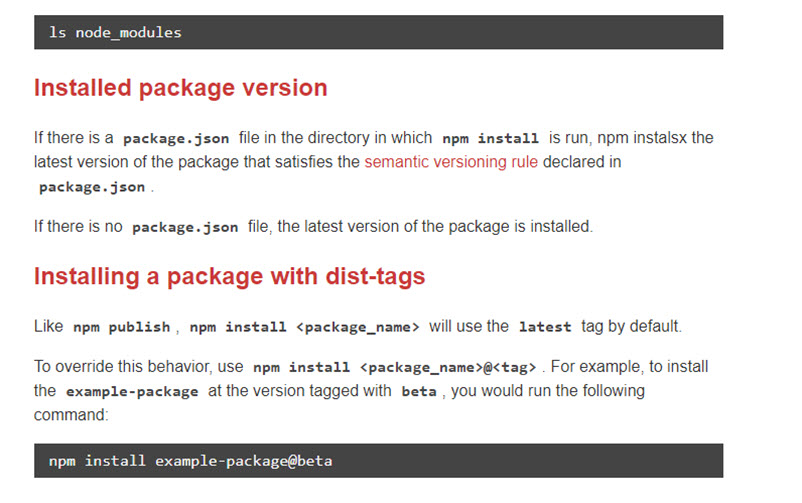 ls node_modules
Installed package version
If there is a package.json file in the directory in which npm install is run, npm instalsx the
latest version of the package that satisfies the semantic versioning rule declared in
package.json .
If there is no package.json file, the latest version of the package is installed.
Installing a package with dist-tags
Like npm publish , npm install <package_name> will use the latest tag by default.
To override this behavior, use npm install <package_name>@<tag> . For example, to install
the example-package at the version tagged with beta , you would run the following
command:
npm install example-package@beta